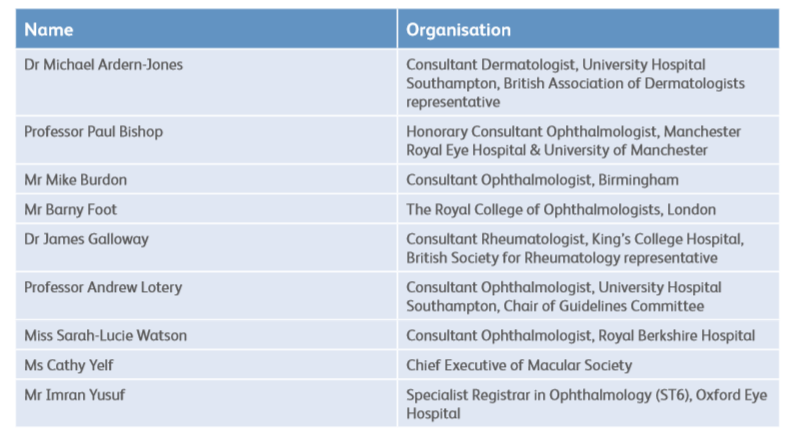 Name Organisation
Dr Michael Ardern-Jones Consultant Dermatologist, University Hospital
Southampton, British Association of Dermatologists
representative
Professor Paul Bishop Honorary Consultant Ophthalmologist, Manchester
Royal Eye Hospital & University of Manchester
Mr Mike Burdon Consultant Ophthalmologist, Birmingham
Mr Barny Foot The Royal College of Ophthalmologists, London
Dr James Galloway Consultant Rheumatologist, King's College Hospital,
British Society for Rheumatology representative
Professor Andrew Lotery Consultant Ophthalmologist, University Hospital
Southampton, Chair of Guidelines Committee
Miss Sarah-Lucie Watson Consultant Ophthalmologist, Royal Berkshire Hospital
Ms Cathy Yelf Chief Executive of Macular Society
Mr Imran Yusuf Specialist Registrar in Ophthalmology (ST6), Oxford Eye
Hospital